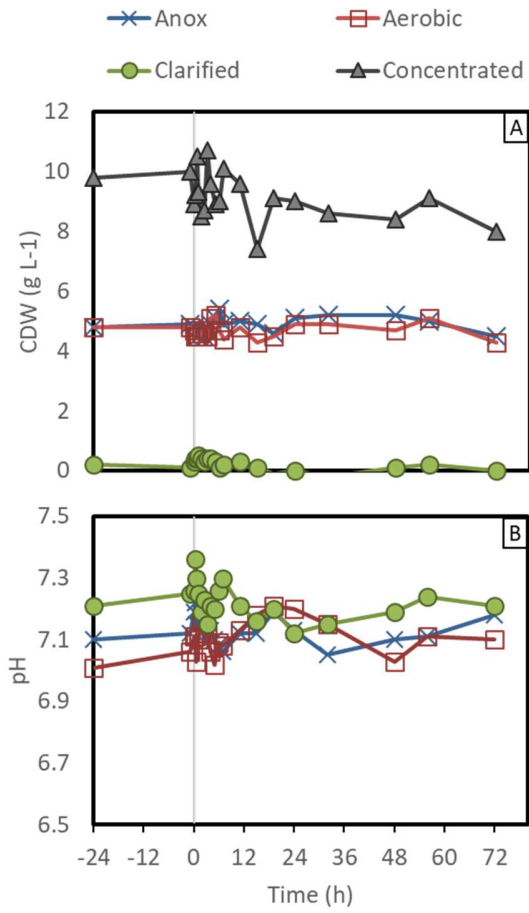 Anox Aerobic
Clarified Concentrated
A
12
10
8
6
4
2
0
CDW (g L-1)
B
7.5
7.3
7.1
6.9
6.7
6.5
pH
-24 -12 0 12 24 36 48 60 72
Time (h)